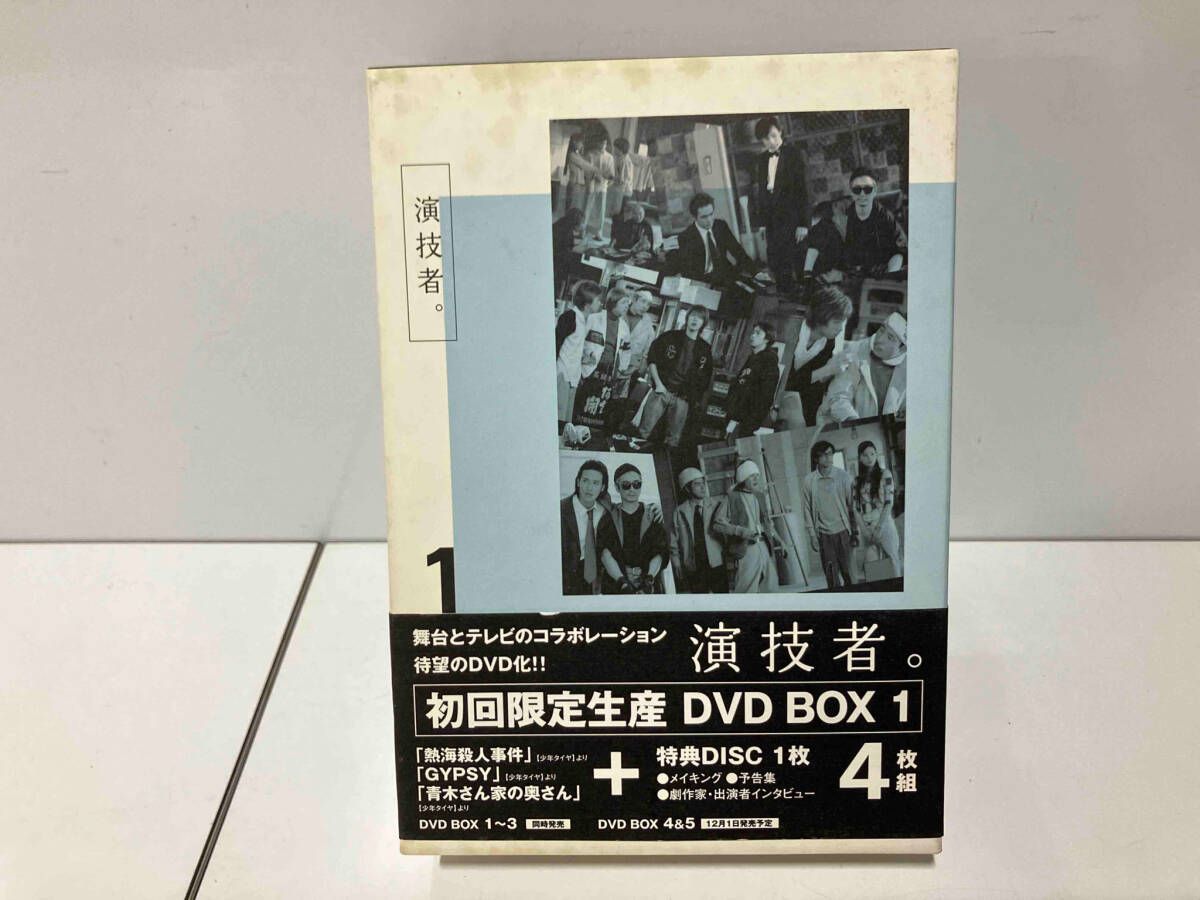 演技者。
1
舞台とテレビのコラボレーション
待望のDVD化!!
演技者。
初回限定生産 DVD BOX 1
「熱海殺人事件」【少年タイヤ】より
「GYPSY」【少年タイヤ】より
「青木さん家の奥さん」
【少年タイヤ】より
+
特典DISC 1枚
●メイキング ●予告集
●劇作家・出演者インタビュー
4枚組
DVD BOX 1〜3 同時発売
DVD BOX 4&5 12月1日発売予定